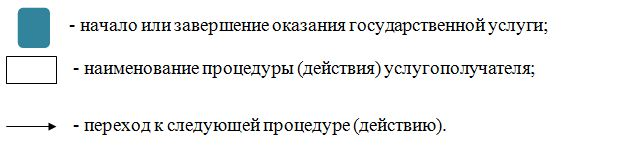 - начало или завершение оказания государственной услуги;
- наименование процедуры (действия) услугополучателя;
- переход к следующей процедуре (действию).